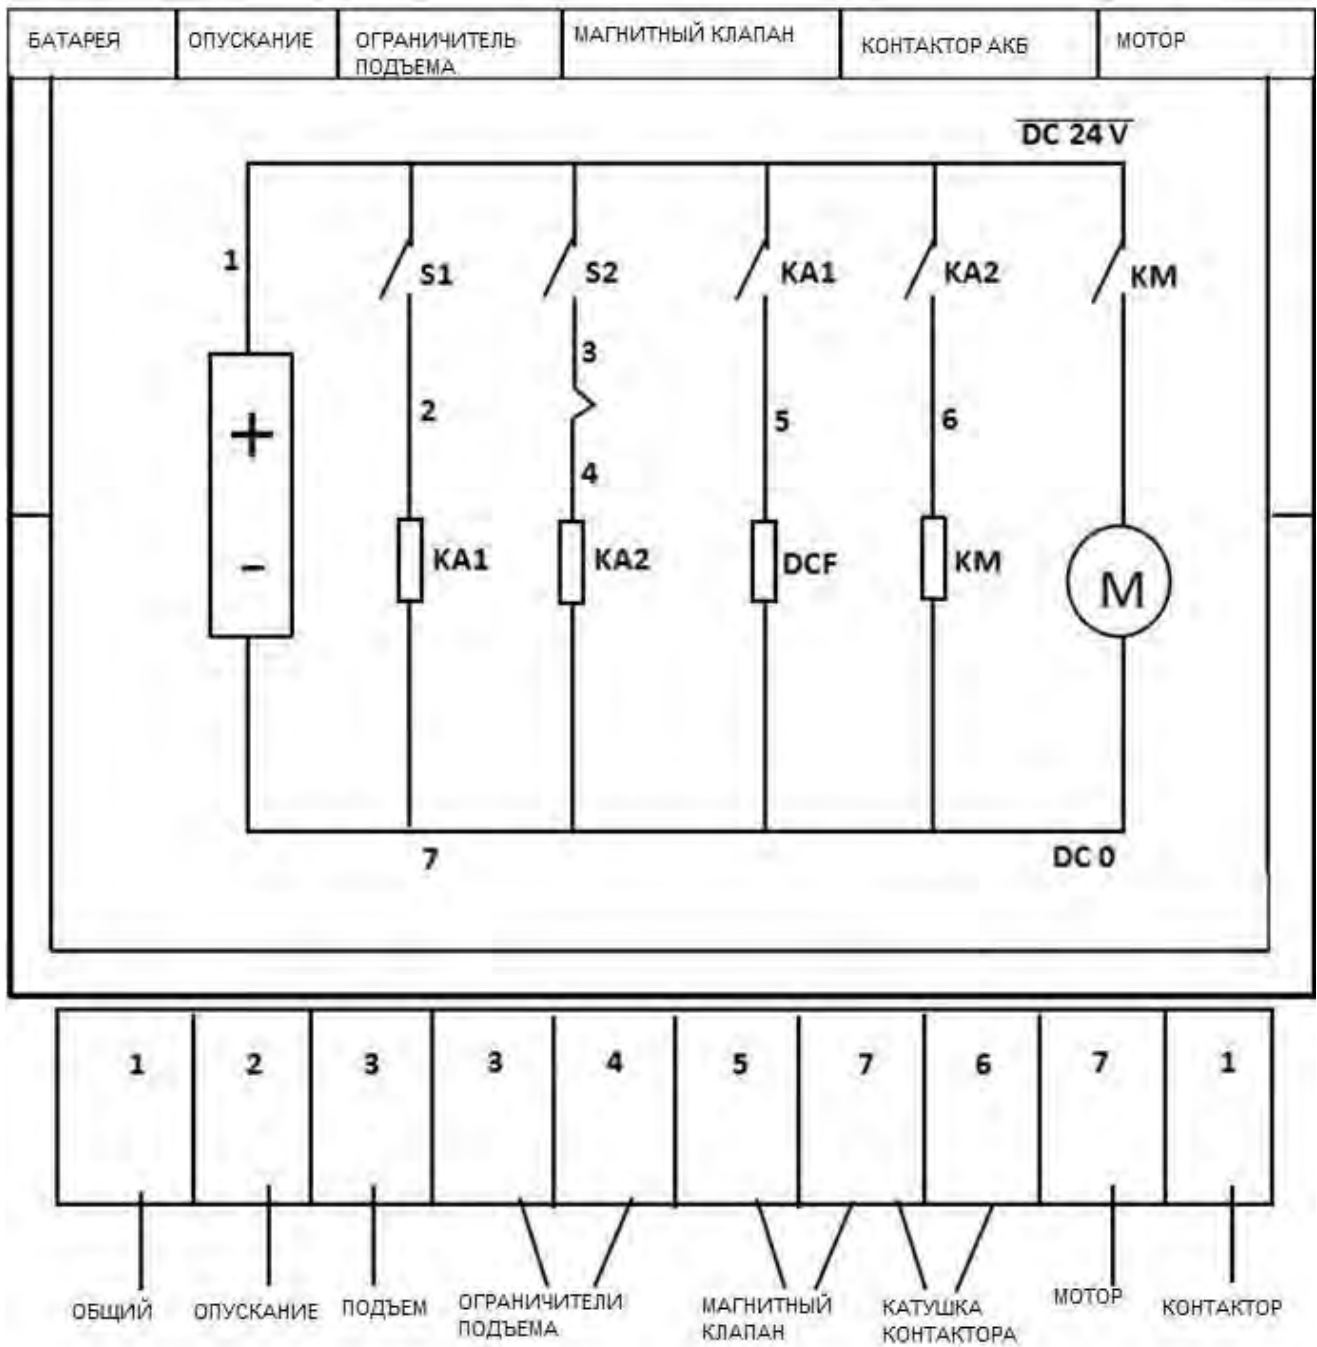 БАТАРЕЯ
ОПУСКАНИЕ
ОГРАНИЧИТЕЛЬ
ПОДЪЕМА
МАГНИТНЫЙ КЛАПАН
КОНТАКТОР АКБ
МОТОР
DC 24 V
1
S1
S2
KA1
KA2
KM
3
2
5
6
+
4
-
KA1
KA2
DCF
KM
M
7
DC 0
1
2
3
3
4
5
7
6
7
1
ОБЩИЙ
ОПУСКАНИЕ
ПОДЪЕМ
ОГРАНИЧИТЕЛИ
ПОДЪЕМА
МАГНИТНЫЙ
КЛАПАН
КАТУШКА
КОНТАКТОРА
МОТОР
КОНТАКТОР